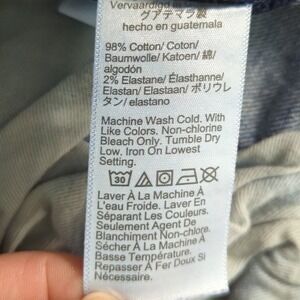 Vervaardigd
グアテマラ製
hecho en guatemala
98% Cotton/ Coton/
Baumwolle/ Katoen/ 綿/
algodón
2% Elastane/ Élasthanne/
Elastan/ Elastaan/ ポリウレ
タン/ elastano
Machine Wash Cold. With
Like Colors. Non-chlorine
Bleach Only. Tumble Dry
Low. Iron On Lowest
Setting.
30
Laver À La Machine À
L'eau Froide. Laver En
Séparant Les Couleurs.
Seulement Agent De
Blanchiment Non-chlore.
Sécher À La Machine À
Basse Température.
Repasser À Fer Doux Si
Nécessaire.